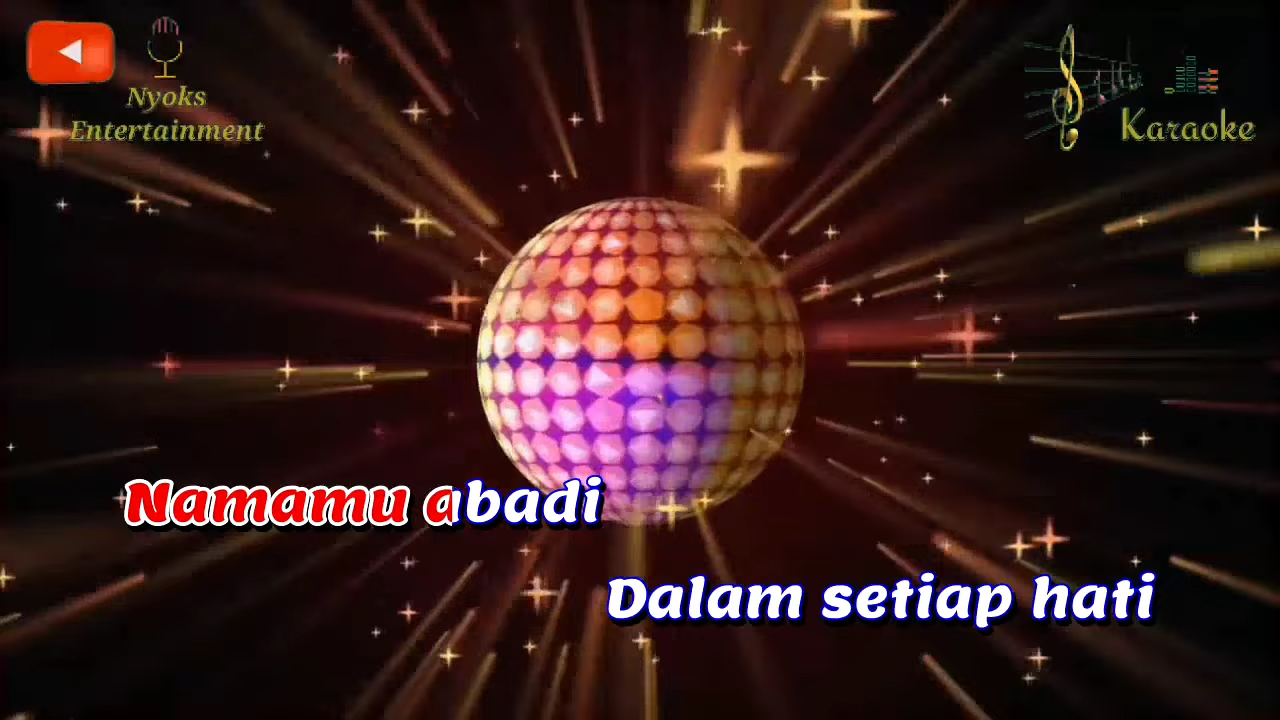 Nyoks
Entertainment
Karaoke
Namamu abadi
Dalam setiap hati